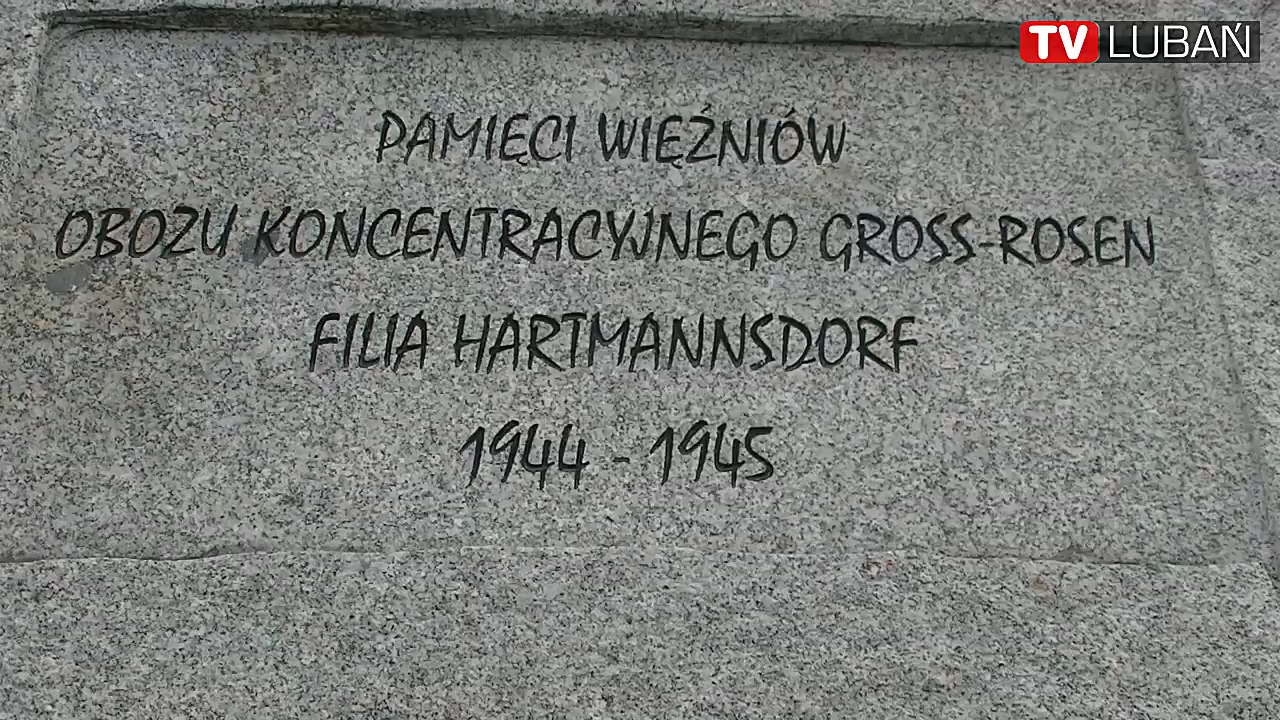 TV LUBAŃ
PAMIĘCI WIĘŹNIÓW
OBOZU KONCENTRACYJNEGO GROSS-ROSEN
FILIA HARTMANNSDORF
1944 - 1945